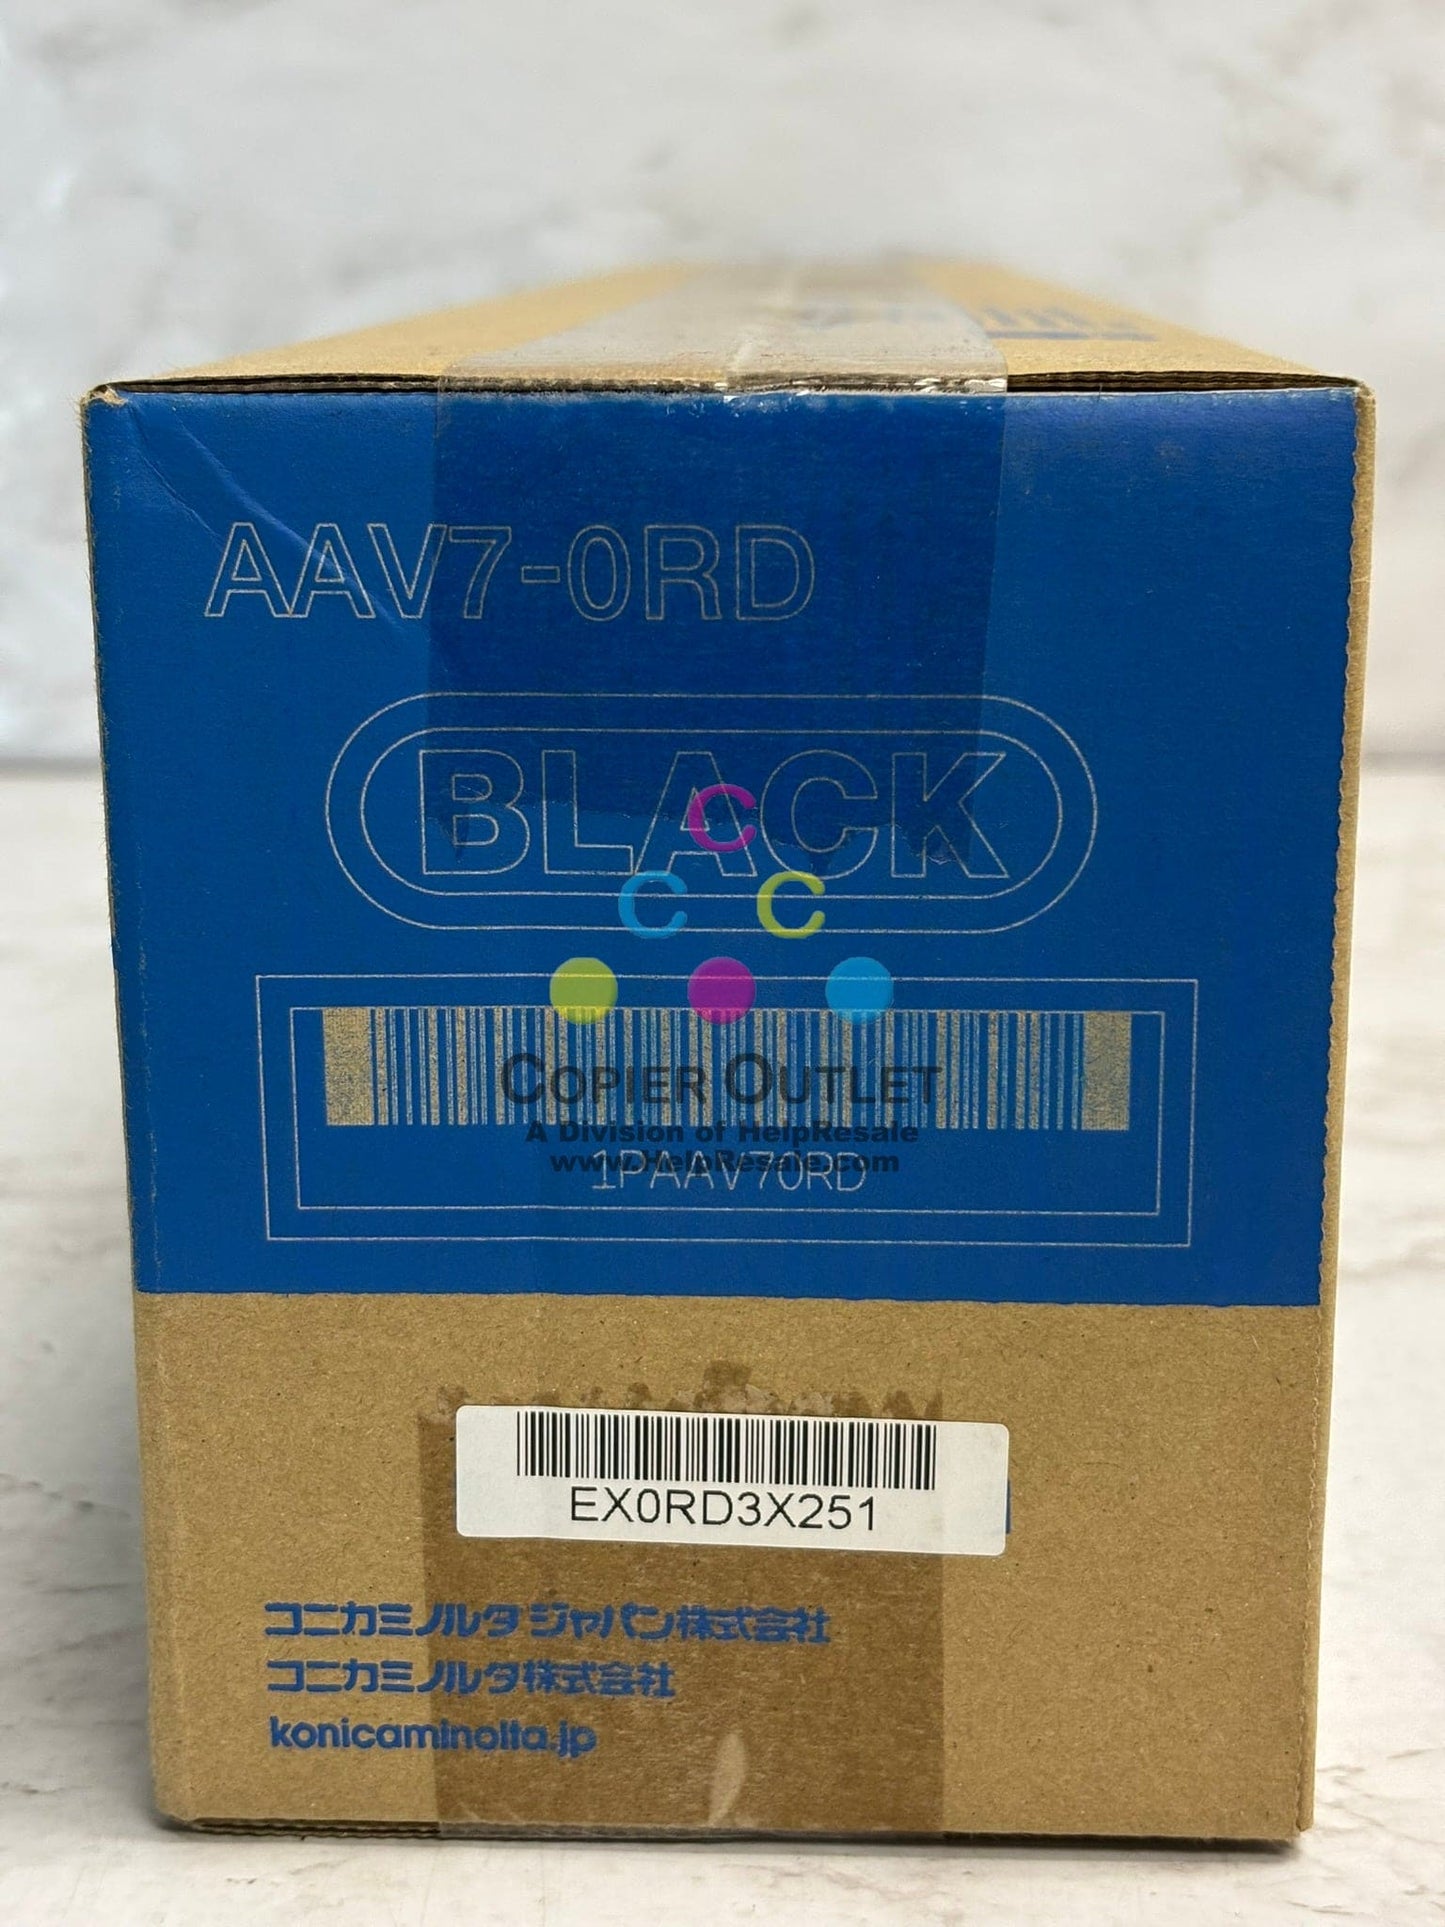 AAV7-0RD
BLACK
C
C C
COPIER OUTLET
A Division of HelpResale
www.HelpResale.com
1PAAV70RD
EX0RD3X251
コニカミノルタ ジャパン株式会社
コニカミノルタ株式会社
konicaminolta.jp